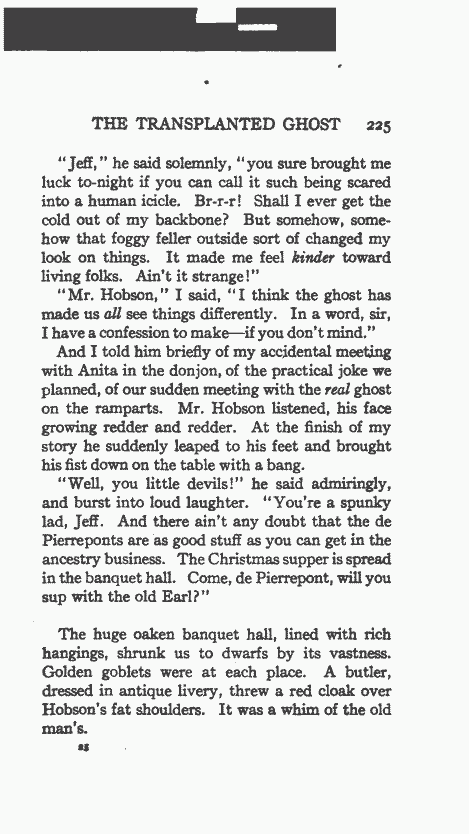 THE TRANSPLANTED GHOST 225
"Jeff," he said solemnly, "you sure brought me
luck to-night if you can call it such being scared
into a human icicle. Br-r-r! Shall I ever get the
cold out of my backbone? But somehow, some-
how that foggy feller outside sort of changed my
look on things. It made me feel kinder toward
living folks. Ain't it strange!"
"Mr. Hobson," I said, "I think the ghost has
made us all see things differently. In a word, sir,
I have a confession to make—if you don't mind."
And I told him briefly of my accidental meeting
with Anita in the donjon, of the practical joke we
planned, of our sudden meeting with the real ghost
on the ramparts. Mr. Hobson listened, his face
growing redder and redder. At the finish of my
story he suddenly leaped to his feet and brought
his fist down on the table with a bang.
"Well, you little devils!" he said admiringly,
and burst into loud laughter. "You're a spunky
lad, Jeff. And there ain't any doubt that the de
Pierreponts are as good stuff as you can get in the
ancestry business. The Christmas supper is spread
in the banquet hall. Come, de Pierrepont, will you
sup with the old Earl?"
The huge oaken banquet hall, lined with rich
hangings, shrunk us to dwarfs by its vastness.
Golden goblets were at each place. A butler,
dressed in antique livery, threw a red cloak over
Hobson's fat shoulders. It was a whim of the old
man's.